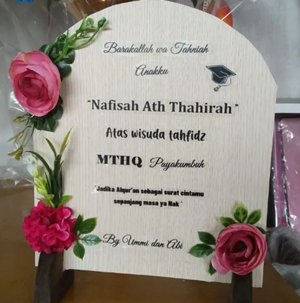 Barakallah wa Tahniah
Anakku
"Nafisah Ath Thahirah"
Atas wisuda tahfidz
MTHQ Payakumbuh
"Jadika Alqur'an sebagai surat cintamu
sepanjang masa ya Nak"
By Ummi dan Abi